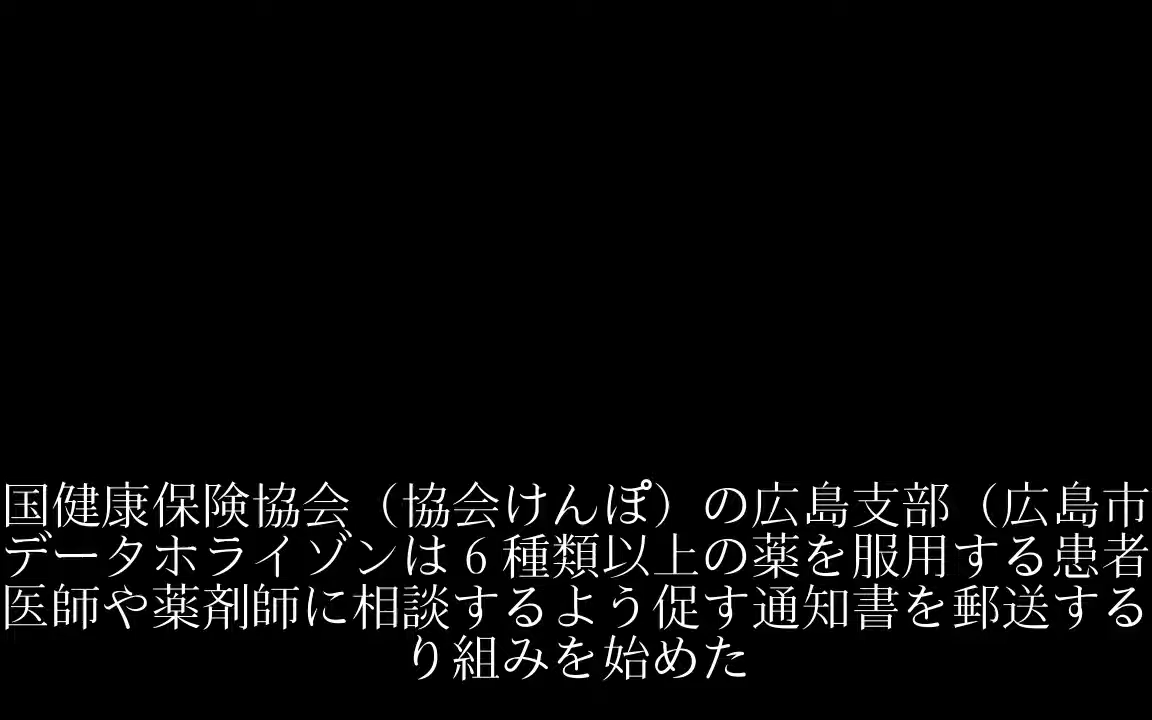 国健康保険協会（協会けんぽ）の広島支部（広島市
データホライゾンは６種類以上の薬を服用する患者
医師や薬剤師に相談するよう促す通知書を郵送する
り組みを始めた